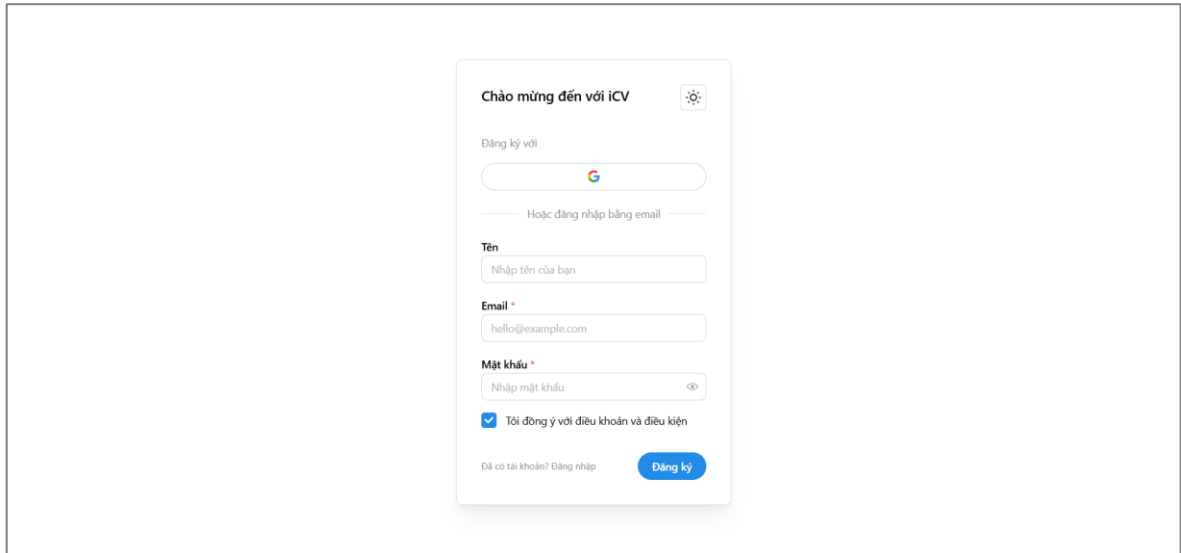 Chào mừng đến với iCV
Đăng ký với
Hoặc đăng nhập bằng email
Tên
Nhập tên của bạn
Email *
hello@example.com
Mật khẩu *
Nhập mật khẩu
Tôi đồng ý với điều khoản và điều kiện
Đã có tài khoản? Đăng nhập
Đăng ký